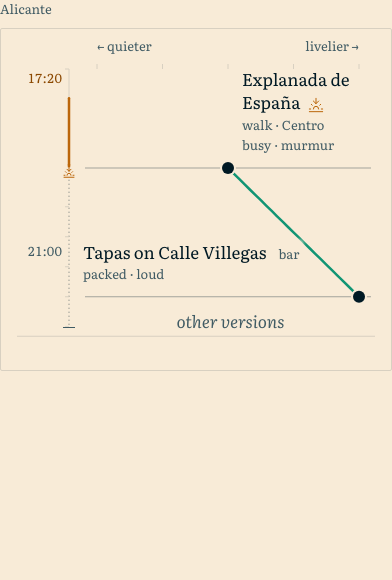 Alicante
← quieter livelier →
17:20
Explanada de
España
walk · Centro
busy · murmur
21:00
Tapas on Calle Villegas bar
packed · loud
other versions